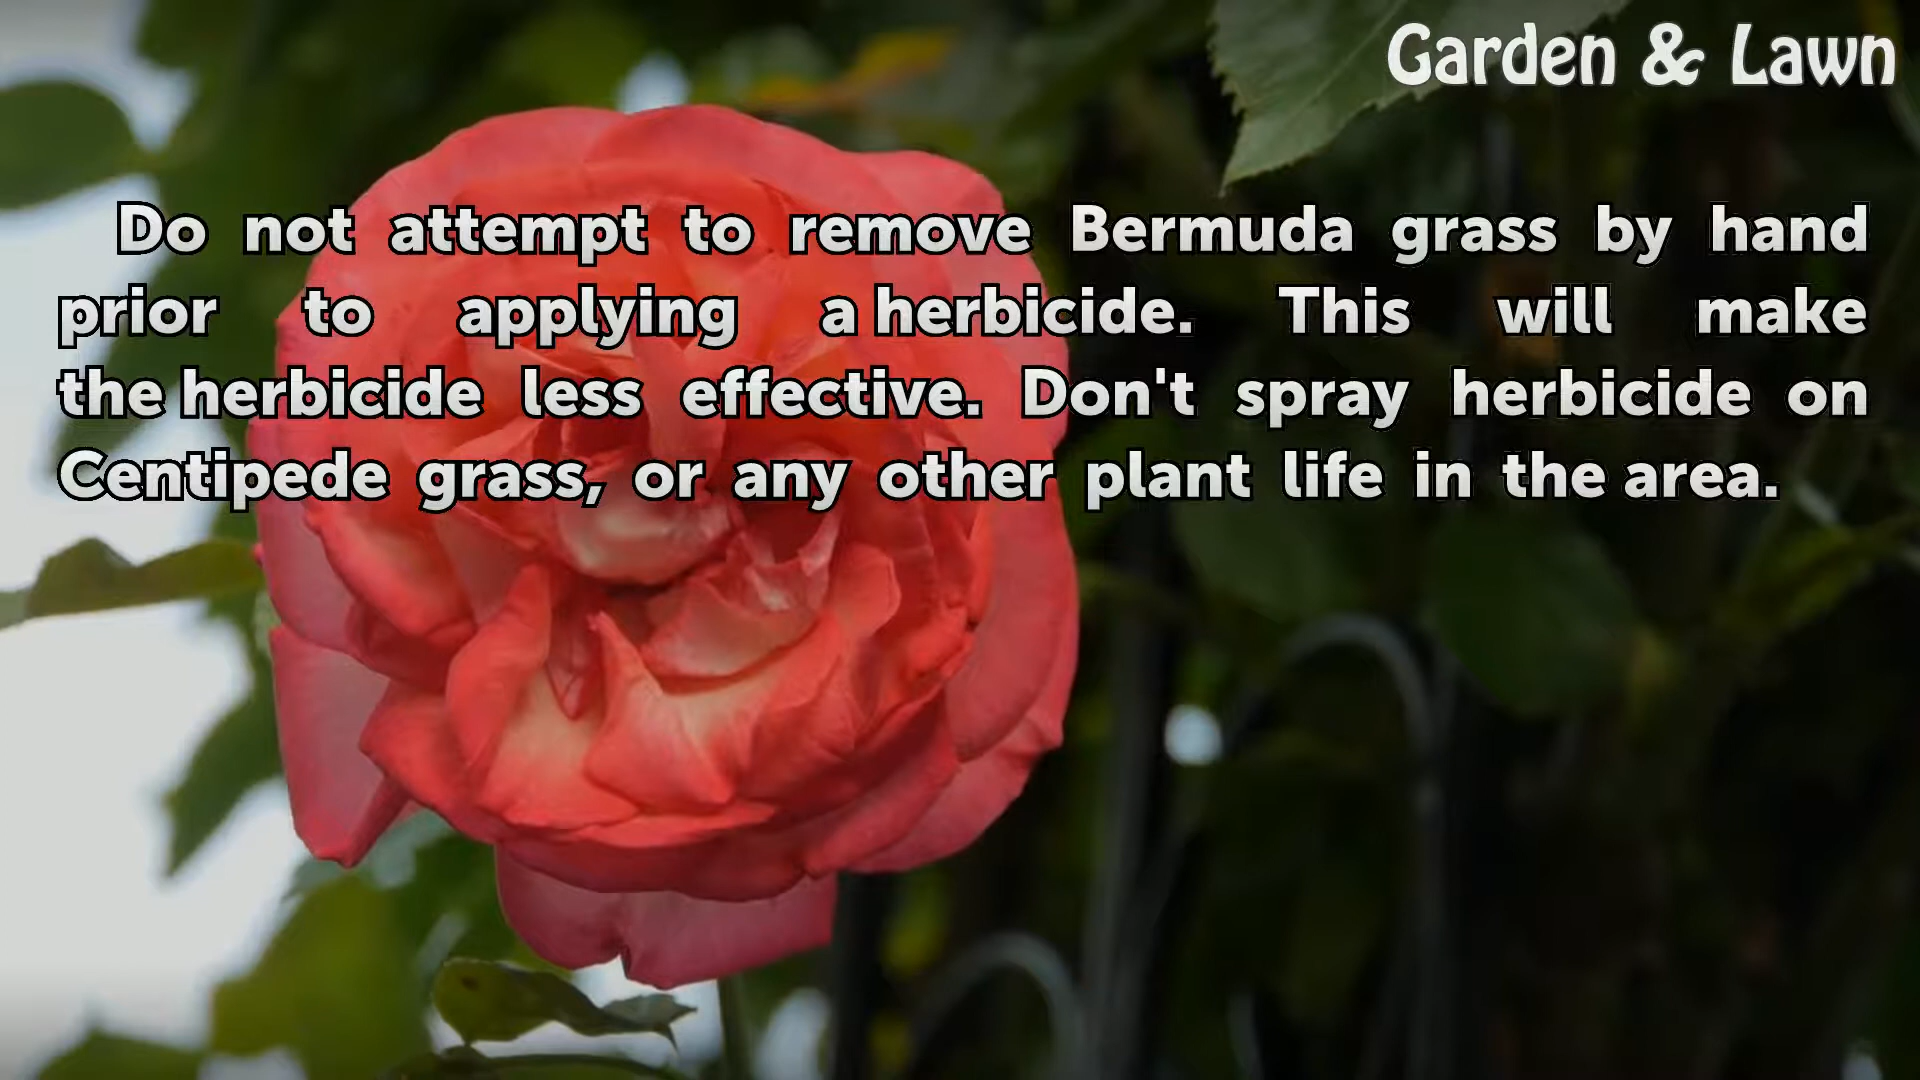 Garden & Lawn
Do not attempt to remove Bermuda grass by hand
prior to applying a herbicide. This will make
the herbicide less effective. Don't spray herbicide on
Centipede grass, or any other plant life in the area.